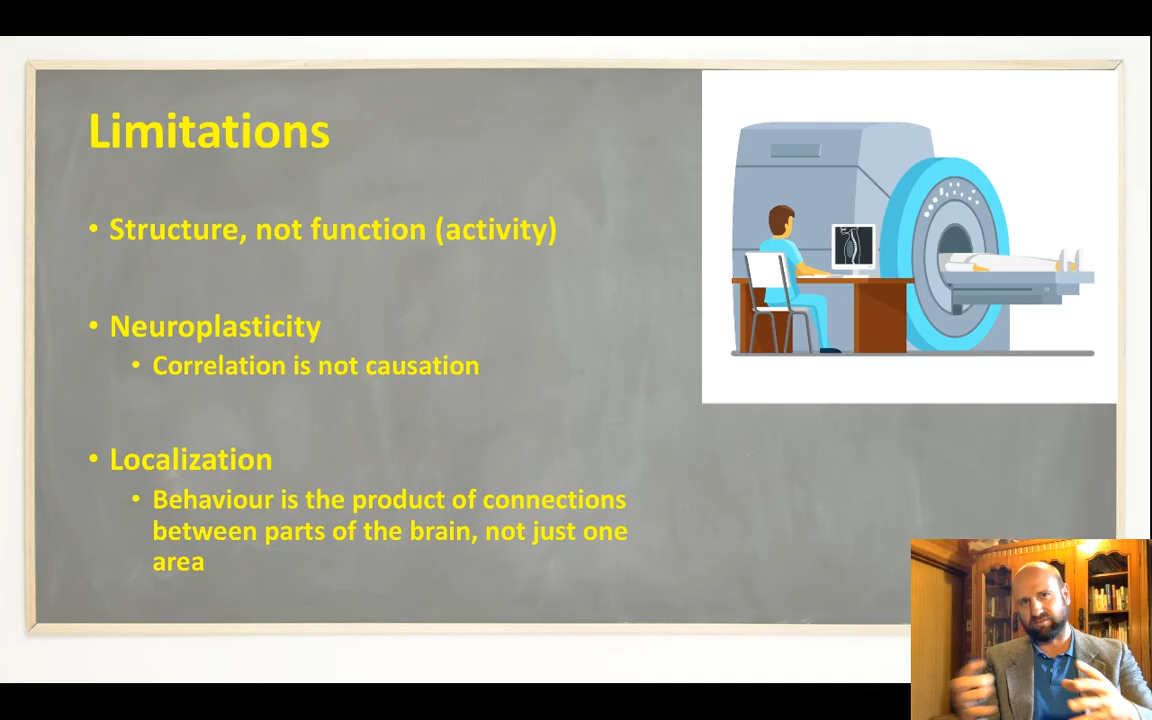 Limitations
• Structure, not function (activity)
• Neuroplasticity
• Correlation is not causation
• Localization
• Behaviour is the product of connections
between parts of the brain, not just one
area